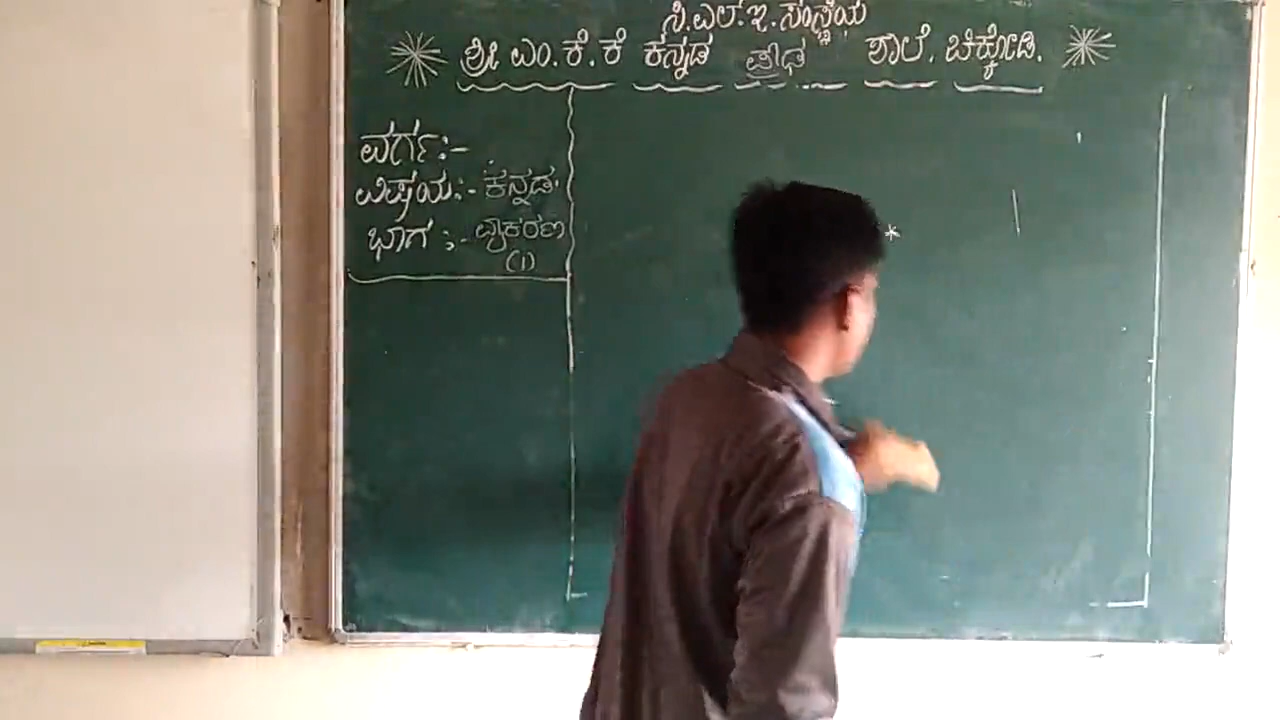 ಸಿ.ಎಲ್.ಇ. ಸಂಸ್ಥೆಯ
ಶ್ರೀ ಎಂ.ಕೆ.ಕೆ ಕನ್ನಡ ಪ್ರೌಢ ಶಾಲೆ. ಚಿಕ್ಕೋಡಿ.
ವರ್ಗ:-
ವಿಷಯ:- ಕನ್ನಡ.
ಭಾಗ :- ವ್ಯಾಕರಣ
(1)